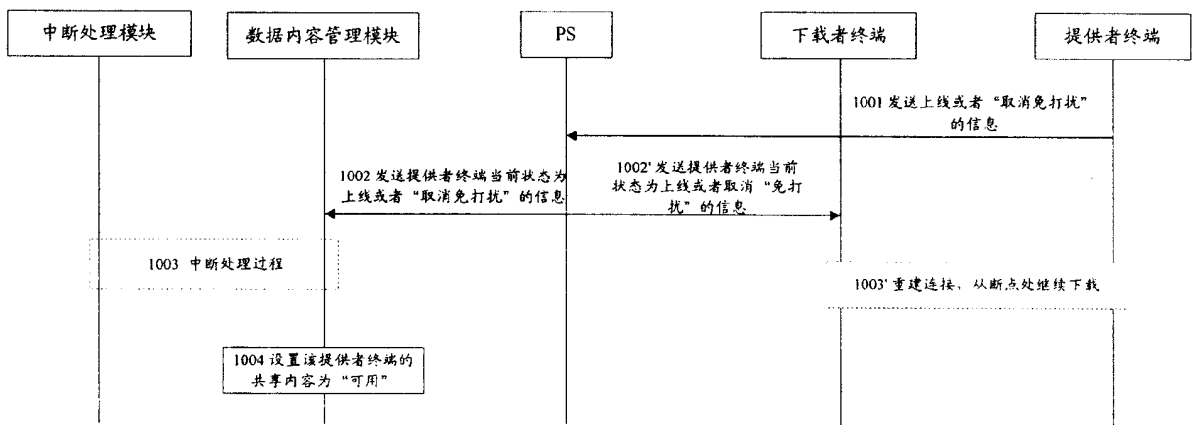 中断处理模块
数据内容管理模块
PS
下载者终端
提供者终端
1001 发送上线或者“取消免打扰”
的信息
1002 发送提供者终端当前状态为
上线或者“取消免打扰”的信息
1002' 发送提供者终端当前
状态为上线或者取消“免打
扰”的信息
1003 中断处理过程
1003' 重建连接，从断点处继续下载
1004 设置该提供者终端的
共享内容为“可用”